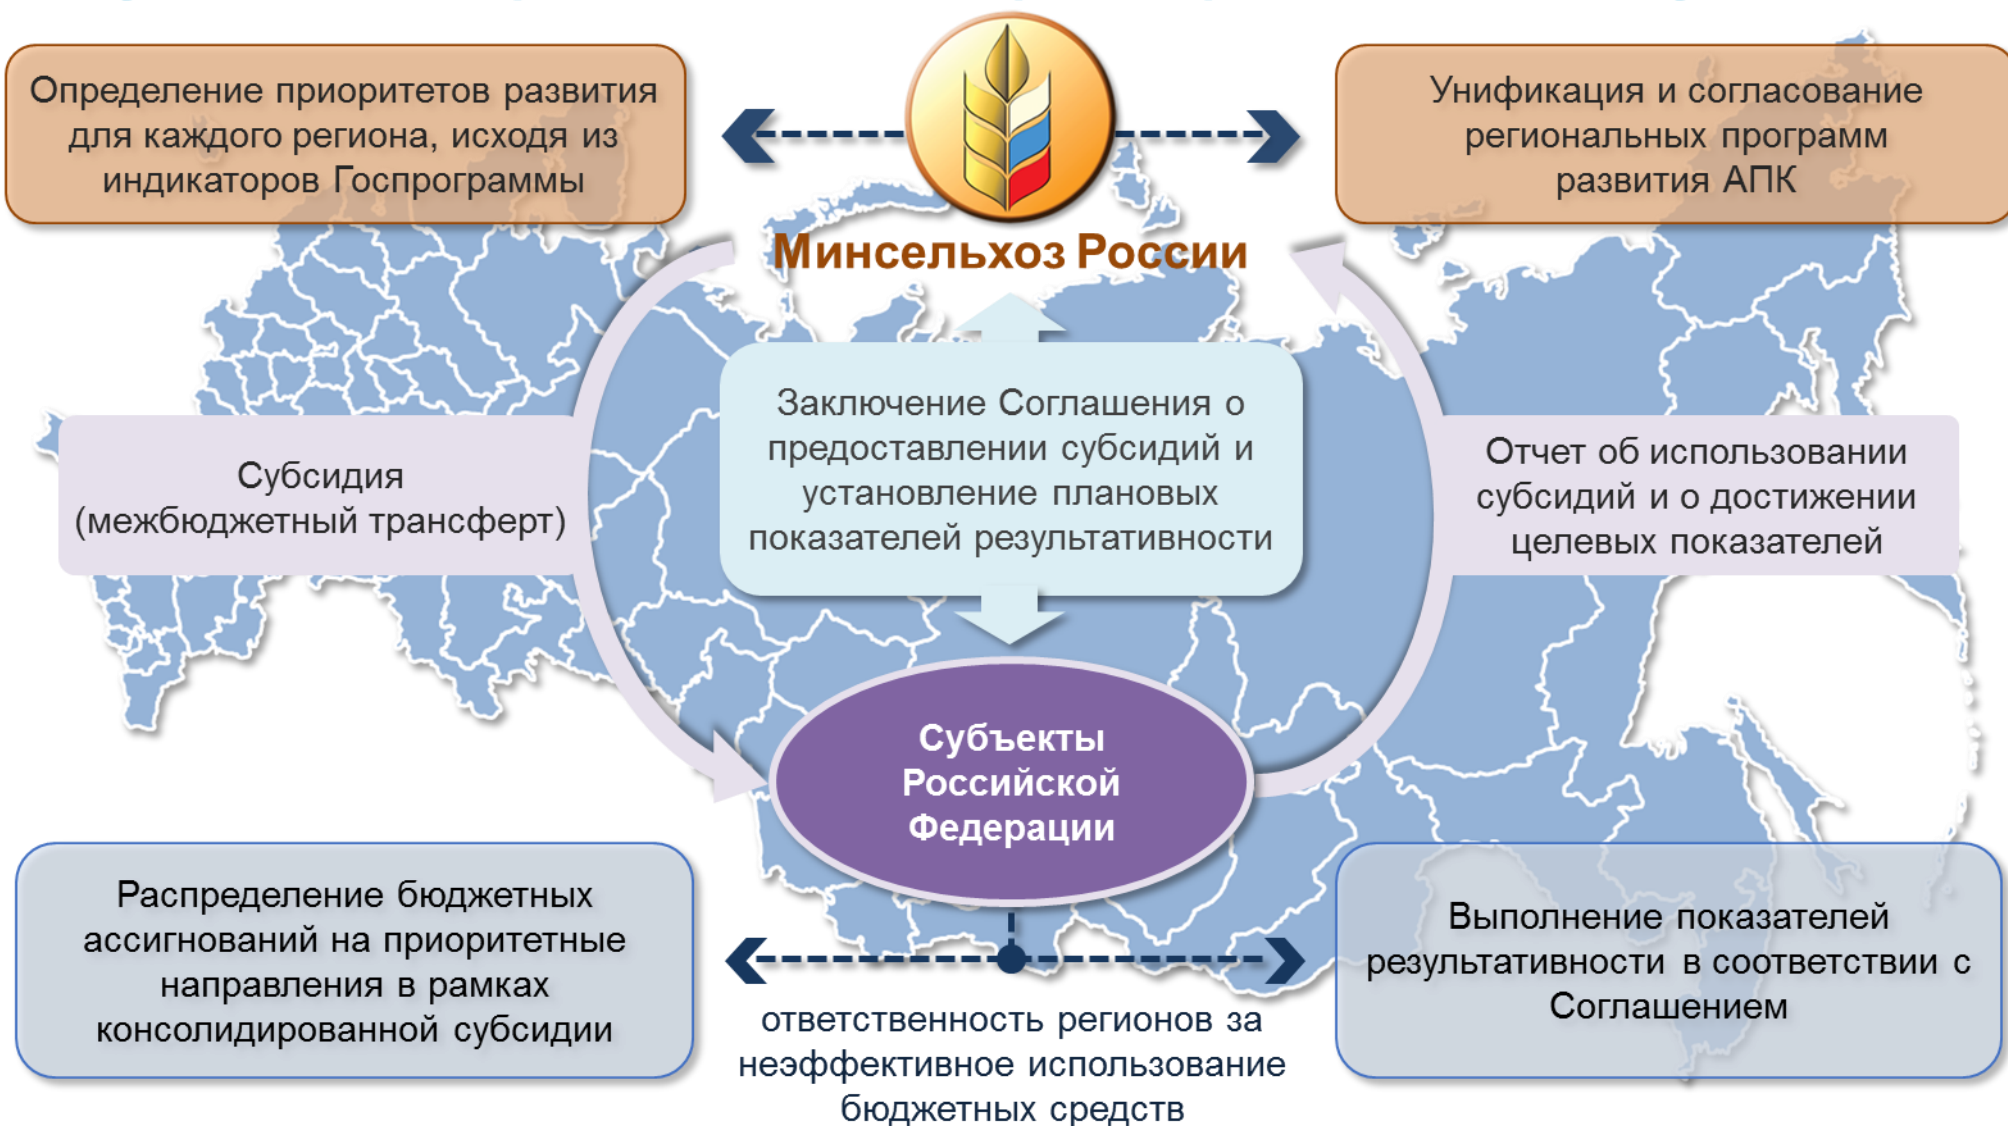 Определение приоритетов развития
для каждого региона, исходя из
индикаторов Госпрограммы
Унификация и согласование
региональных программ
развития АПК
Минсельхоз России
Заключение Соглашения о
предоставлении субсидий и
установление плановых
показателей результативности
Субсидия
(межбюджетный трансферт)
Отчет об использовании
субсидий и о достижении
целевых показателей
Субъекты
Российской
Федерации
Распределение бюджетных
ассигнований на приоритетные
направления в рамках
консолидированной субсидии
Выполнение показателей
результативности в соответствии с
Соглашением
ответственность регионов за
неэффективное использование
бюджетных средств